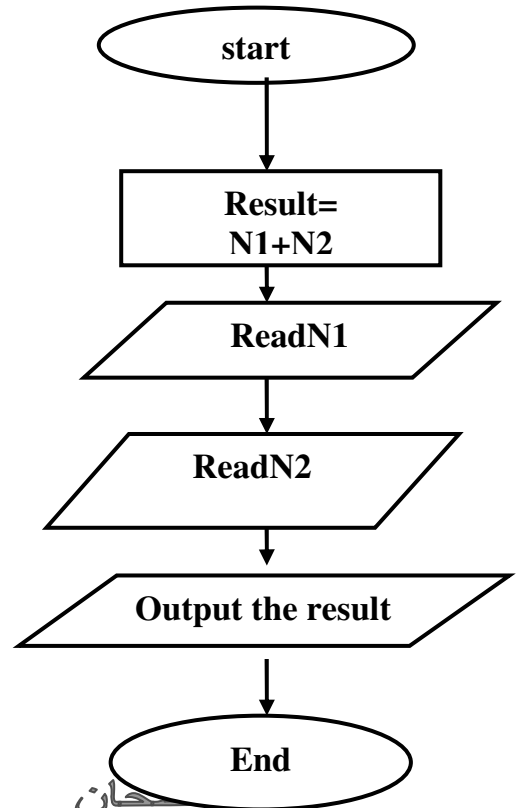 start
Result=
N1+N2
ReadN1
ReadN2
Output the result
End